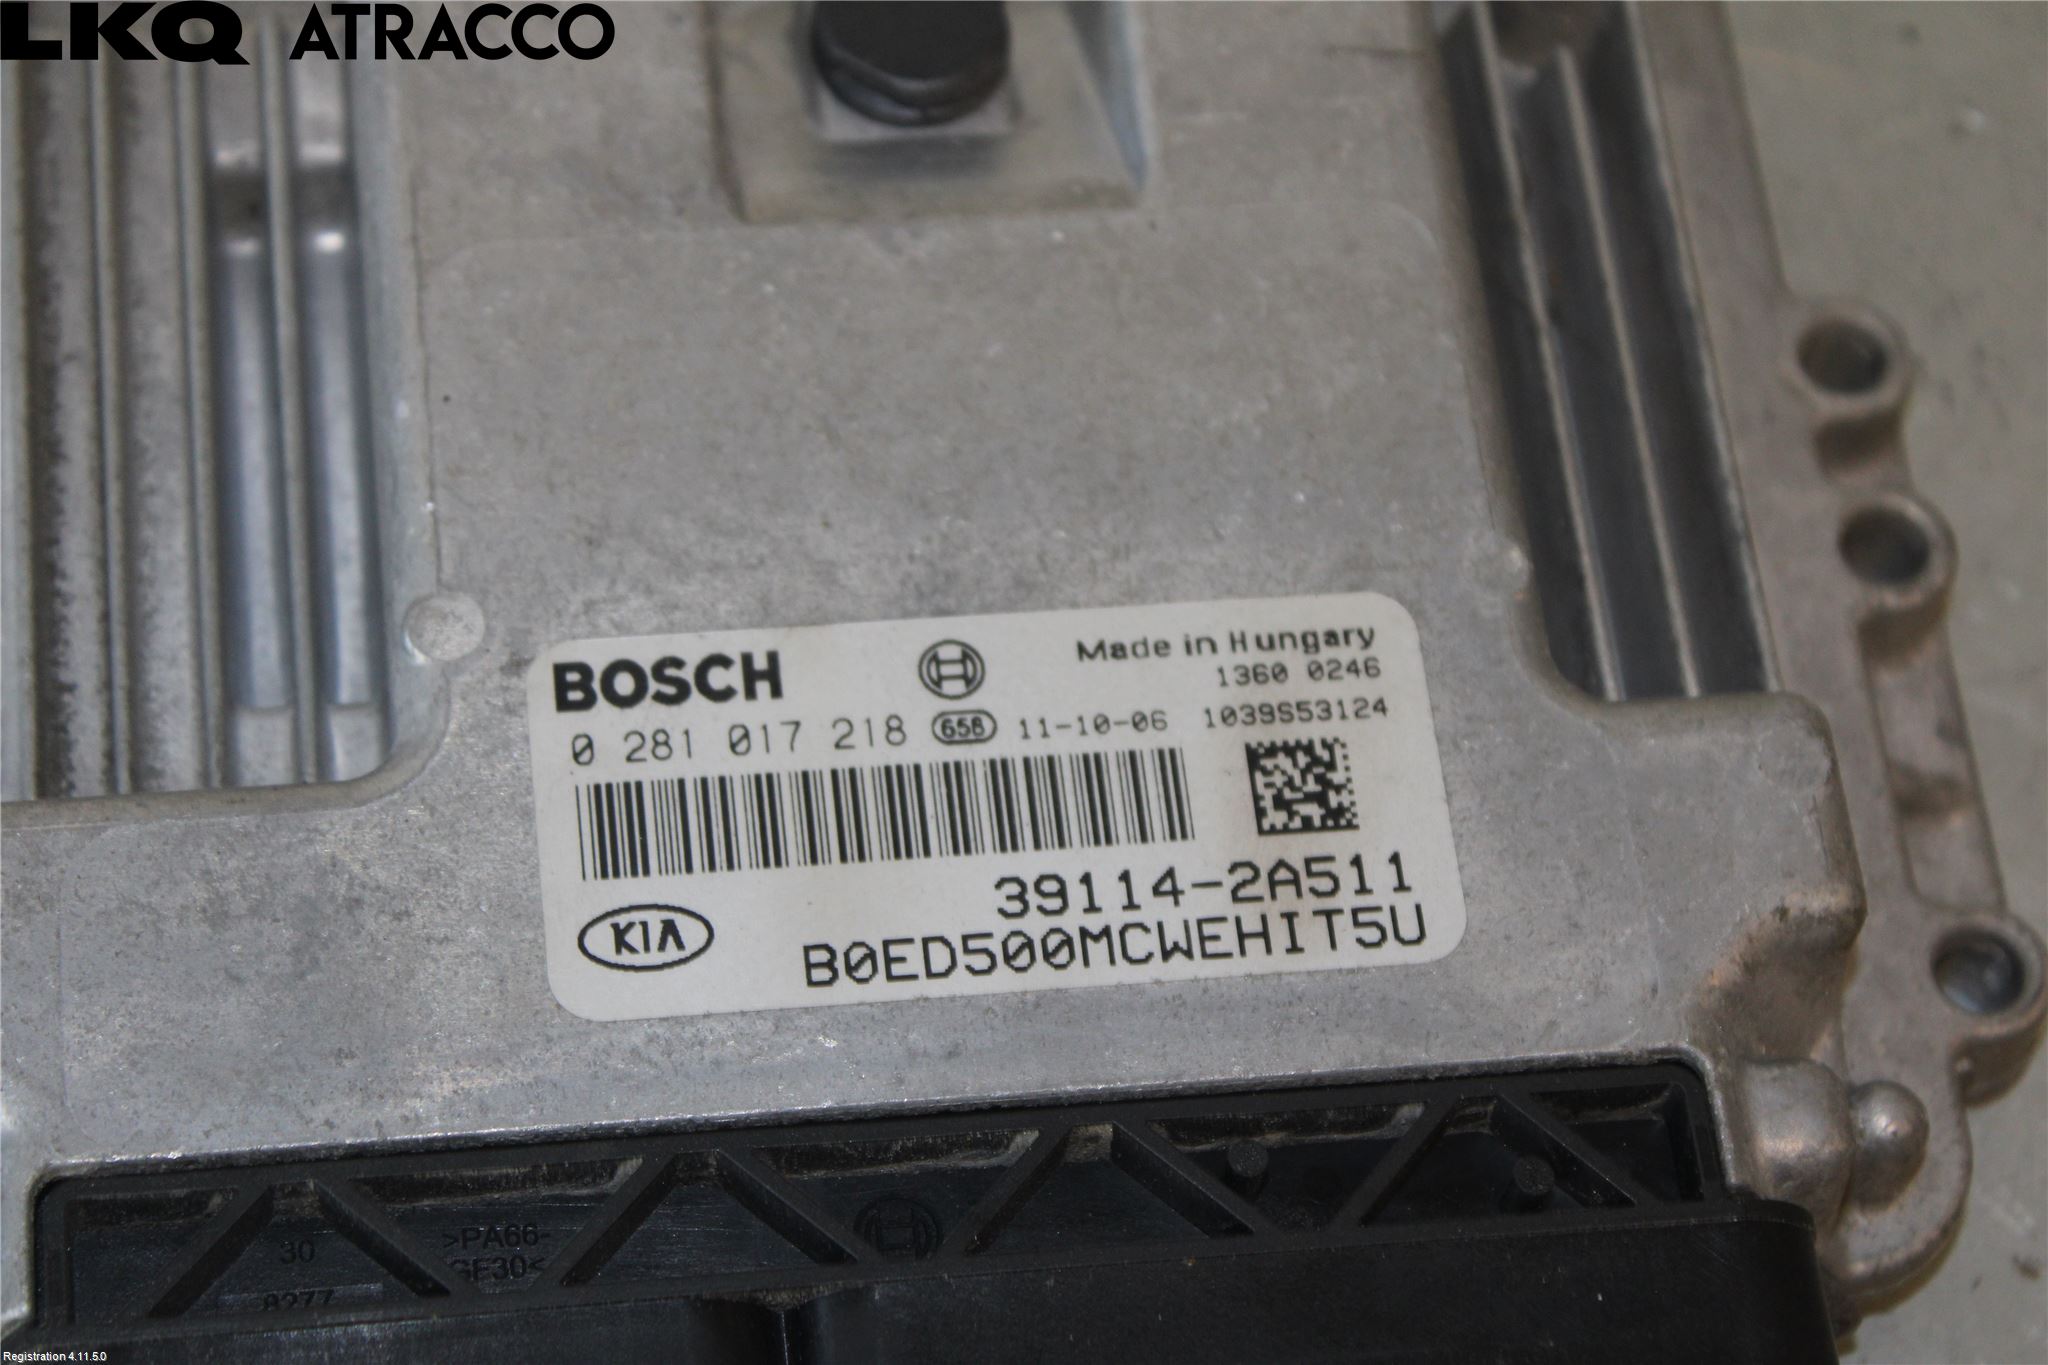 LKQ ATRACCO
BOSCH
Made in Hungary
1360 0246
0 281 017 218 658 11-10-06 1039S53124
39114-2A511
KIA
B0ED500MCWEHIT5U
30
>PA66-
GF30<
Registration 4.11.5.0